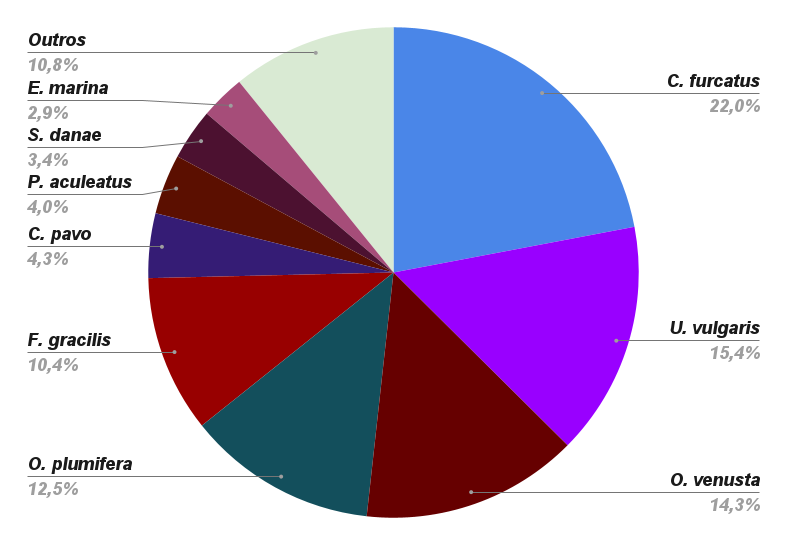 Outros
10,8%
E. marina
2,9%
S. danae
3,4%
P. aculeatus
4,0%
C. pavo
4,3%
F. gracilis
10,4%
O. plumifera
12,5%
C. furcatus
22,0%
U. vulgaris
15,4%
O. venusta
14,3%